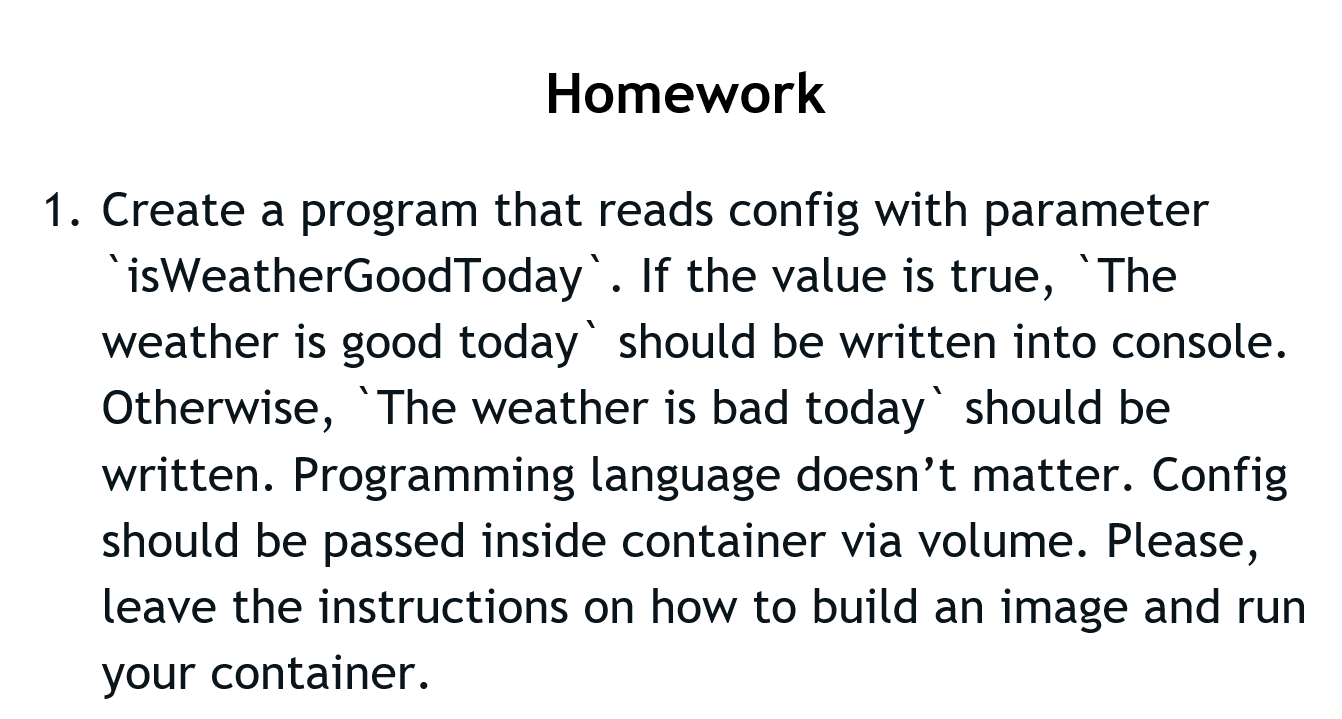 Homework
1. Create a program that reads config with parameter
`isWeatherGoodToday`. If the value is true, `The
weather is good today` should be written into console.
Otherwise, `The weather is bad today` should be
written. Programming language doesn’t matter. Config
should be passed inside container via volume. Please,
leave the instructions on how to build an image and run
your container.